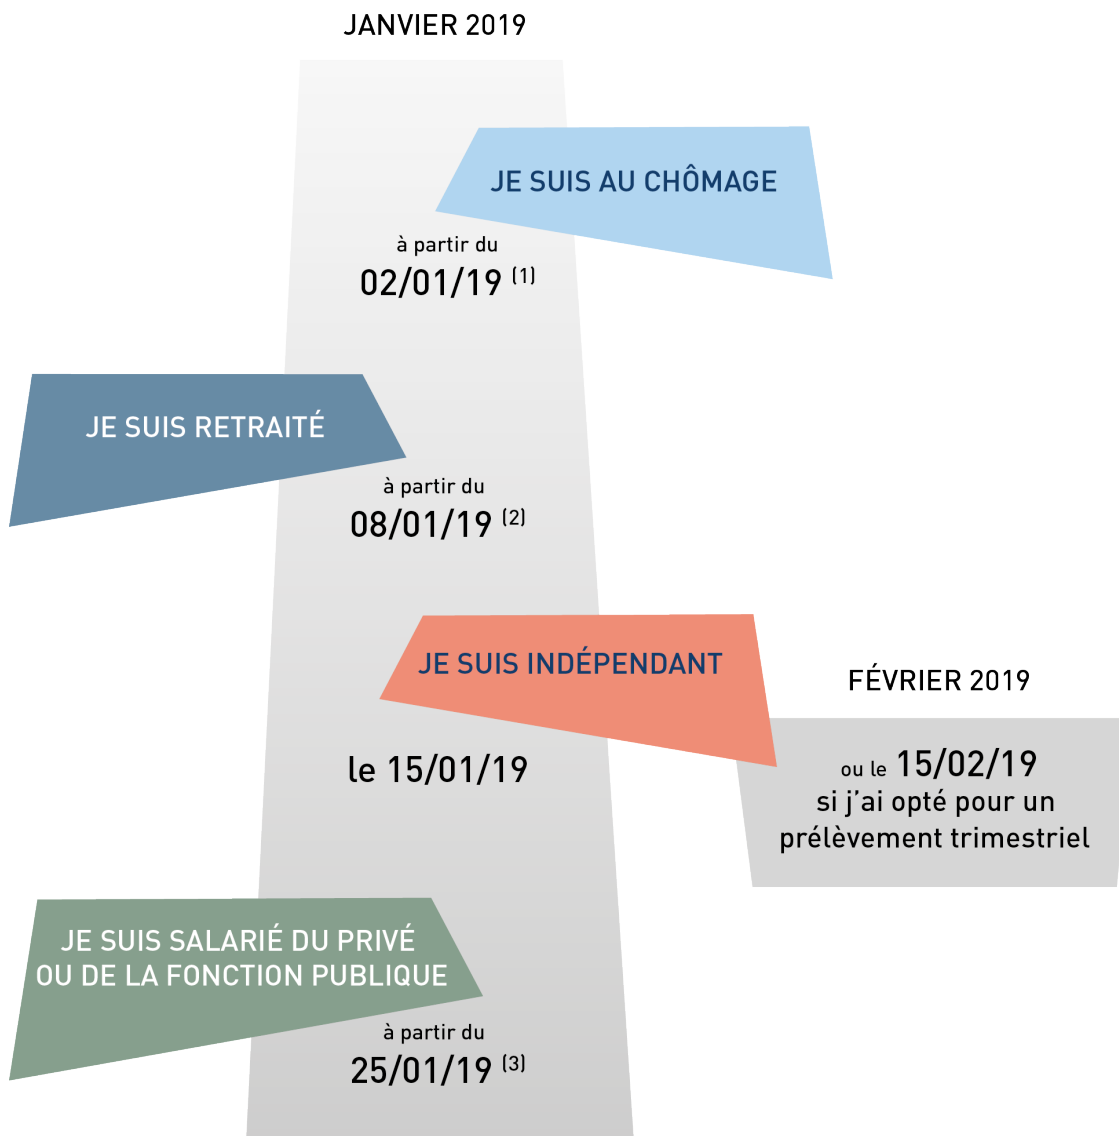 JANVIER 2019
JE SUIS AU CHÔMAGE
à partir du
02/01/19 (1)
JE SUIS RETRAITÉ
à partir du
08/01/19 (2)
JE SUIS INDÉPENDANT
le 15/01/19
FÉVRIER 2019
ou le 15/02/19
si j’ai opté pour un
prélèvement trimestriel
JE SUIS SALARIÉ DU PRIVÉ
OU DE LA FONCTION PUBLIQUE
à partir du
25/01/19 (3)